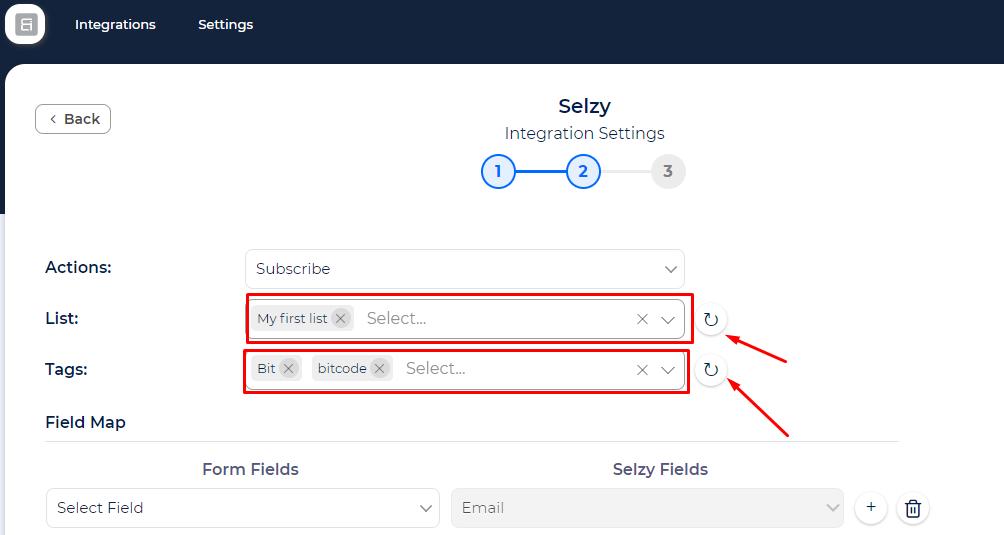 Integrations Settings
Back
Selzy
Integration Settings
1 2 3
Actions: Subscribe
List: My first list Select...
Tags: Bit bitcode Select...
Field Map
Form Fields Selzy Fields
Select Field Email +